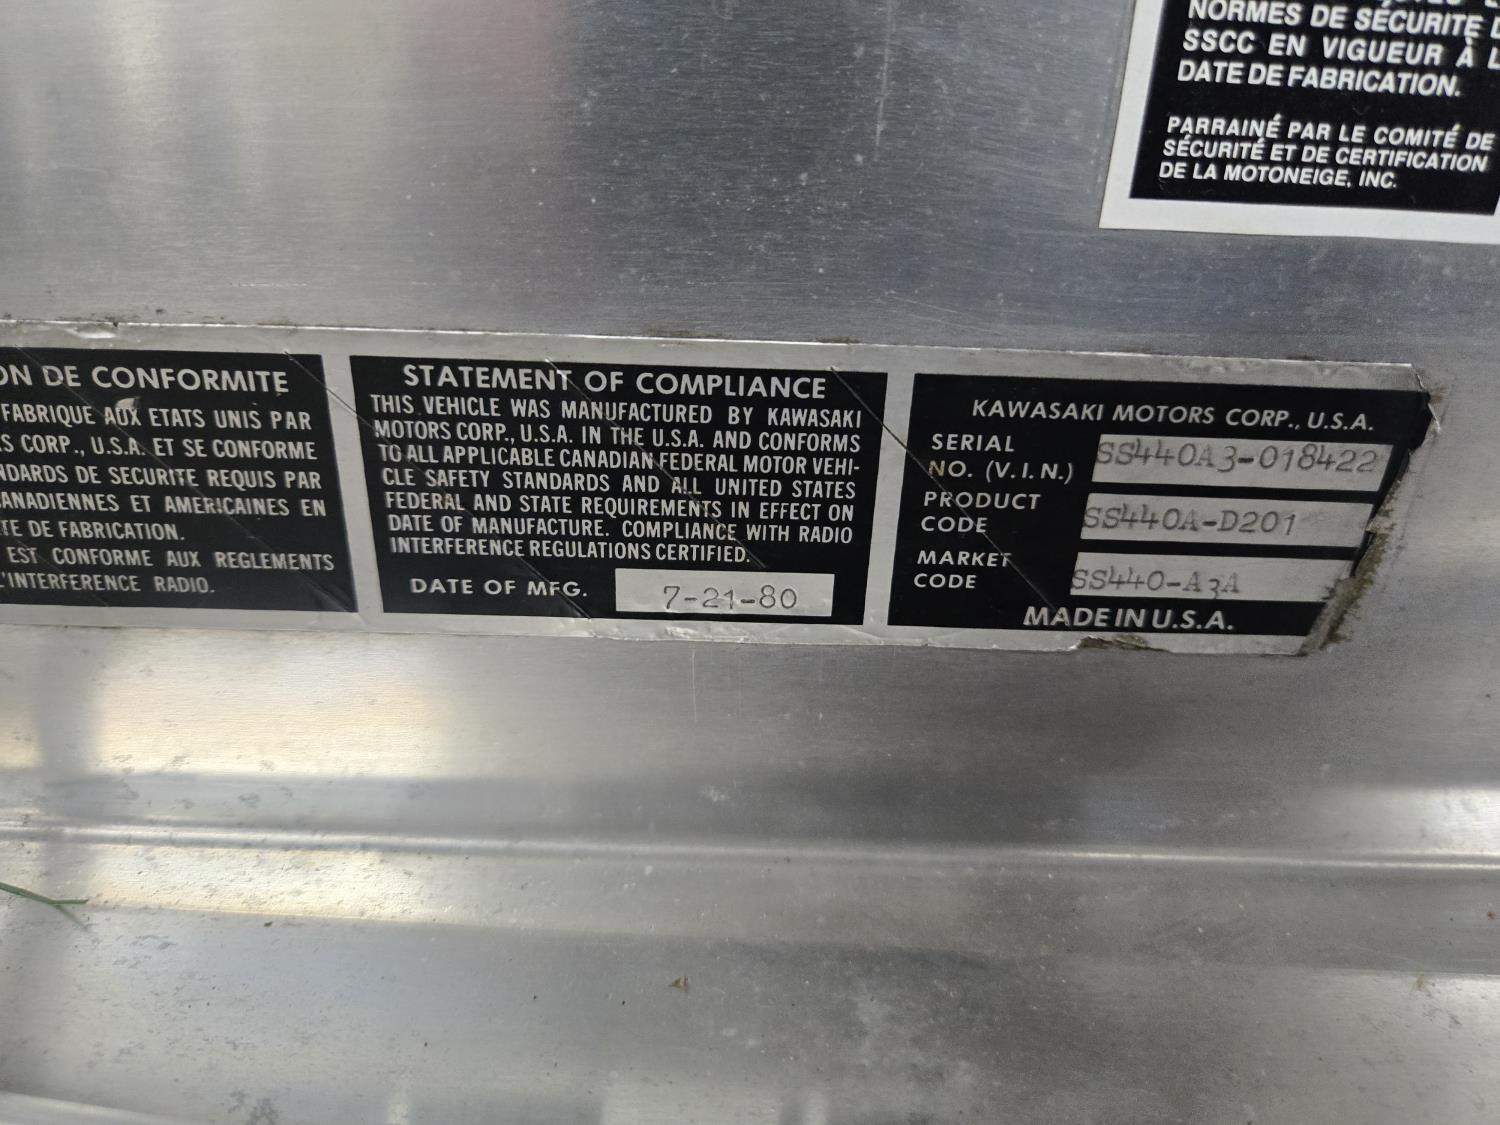 NORMES DE SÉCURITE
SSCC EN VIGUEUR À
DATE DE FABRICATION.
PARRAINÉ PAR LE COMITÉ DE
SÉCURITÉ ET DE CERTIFICATION
DE LA MOTONEIGE, INC.
ON DE CONFORMITE
FABRIQUE AUX ETATS UNIS PAR
S CORP., U.S.A. ET SE CONFORME
NDARDS DE SECURITE REQUIS PAR
ANADIENNES ET AMERICAINES EN
TE DE FABRICATION.
EST CONFORME AUX REGLEMENTS
L'INTERFERENCE RADIO.
STATEMENT OF COMPLIANCE
THIS VEHICLE WAS MANUFACTURED BY KAWASAKI
MOTORS CORP., U.S.A. IN THE U.S.A. AND CONFORMS
TO ALL APPLICABLE CANADIAN FEDERAL MOTOR VEHI-
CLE SAFETY STANDARDS AND ALL UNITED STATES
FEDERAL AND STATE REQUIREMENTS IN EFFECT ON
DATE OF MANUFACTURE. COMPLIANCE WITH RADIO
INTERFERENCE REGULATIONS CERTIFIED.
DATE OF MFG. 7-21-80
KAWASAKI MOTORS CORP., U.S.A.
SERIAL
NO. (V.I.N.) SS440A3-018422
PRODUCT
CODE SS440A-D201
MARKET
CODE SS440-A3A
MADE IN U.S.A.